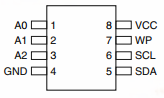 A0 1 8 VCC
A1 2 7 WP
A2 3 6 SCL
GND 4 5 SDA